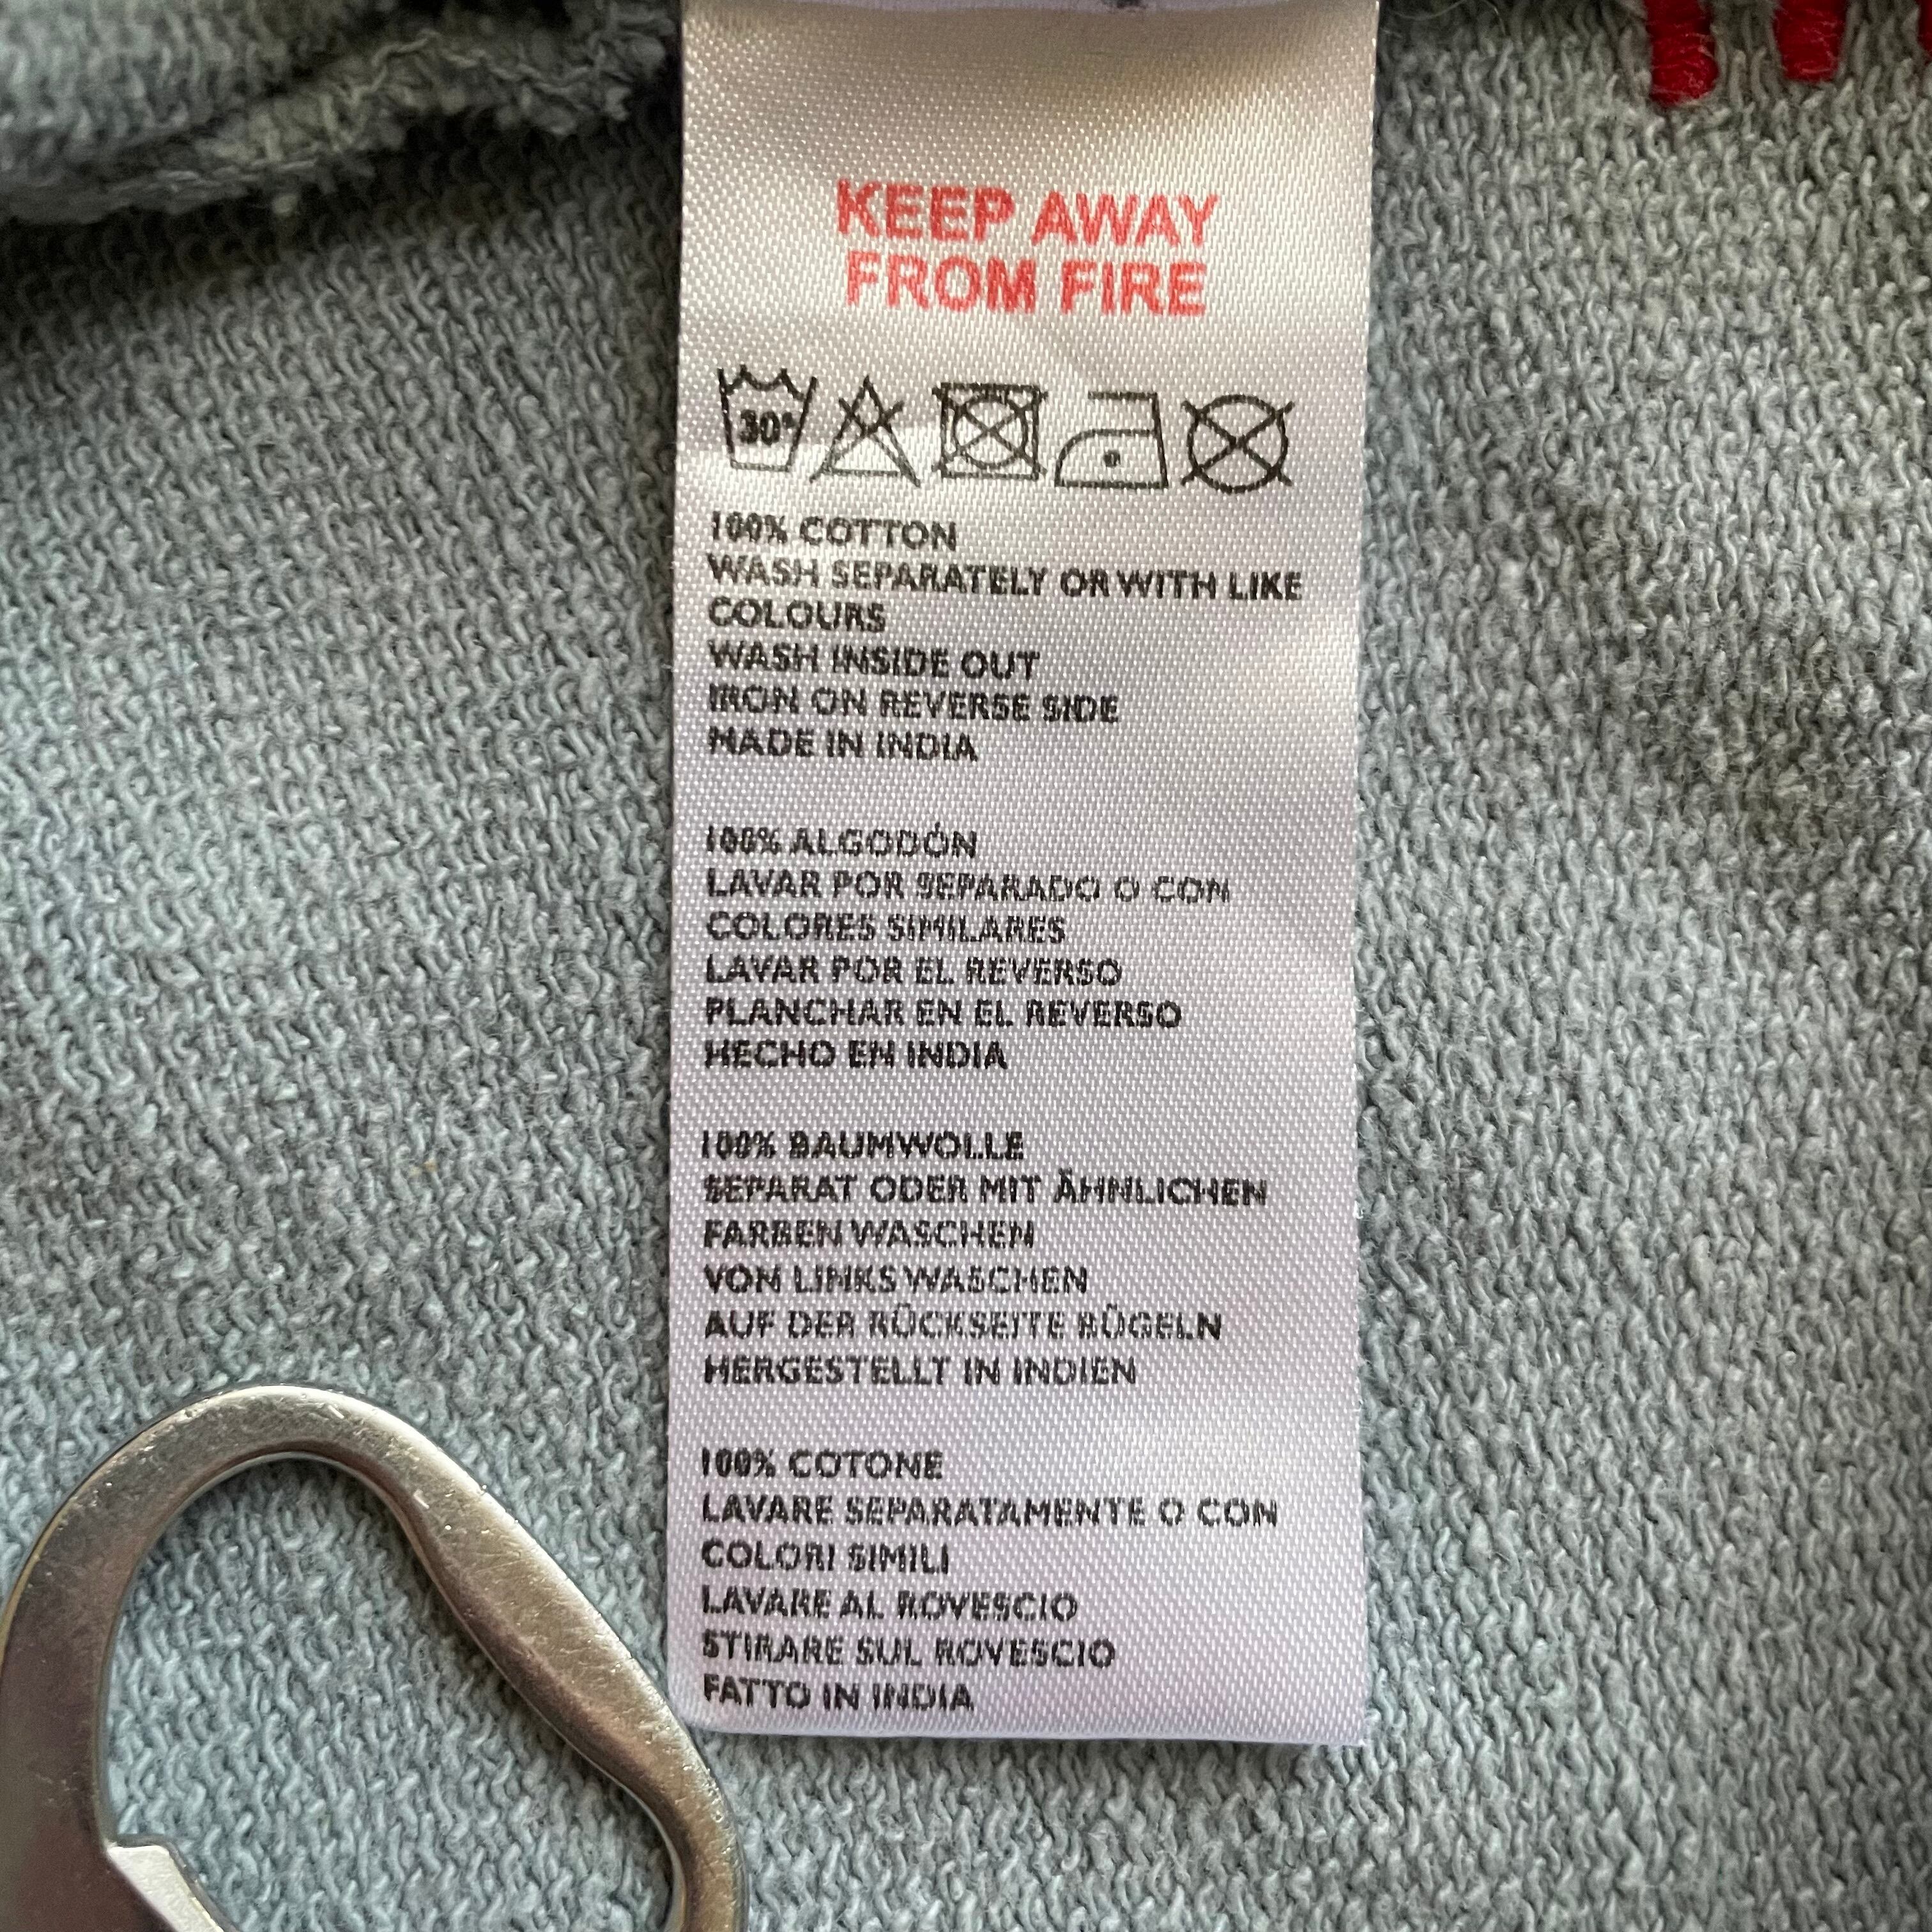 KEEP AWAY
FROM FIRE
30°
100% COTTON
WASH SEPARATELY OR WITH LIKE
COLOURS
WASH INSIDE OUT
IRON ON REVERSE SIDE
MADE IN INDIA
100% ALGODÓN
LAVAR POR SEPARADO O CON
COLORES SIMILARES
LAVAR POR EL REVERSO
PLANCHAR EN EL REVERSO
HECHO EN INDIA
100% BAUMWOLLE
SEPARAT ODER MIT ÄHNLICHEN
FARBEN WASCHEN
VON LINKS WASCHEN
AUF DER RÜCKSEITE BÜGELN
HERGESTELLT IN INDIEN
100% COTONE
LAVARE SEPARATAMENTE O CON
COLORI SIMILI
LAVARE AL ROVESCIO
STIRARE SUL ROVESCIO
FATTO IN INDIA